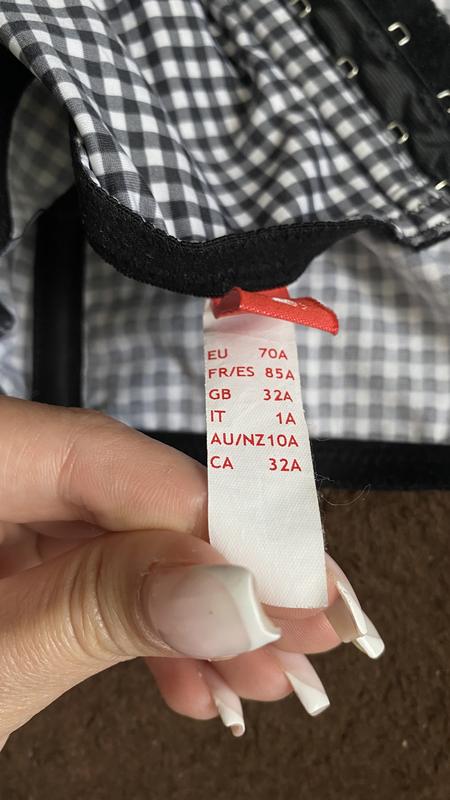 EU 70A
FR/ES 85A
GB 32A
IT 1A
AU/NZ10A
CA 32A